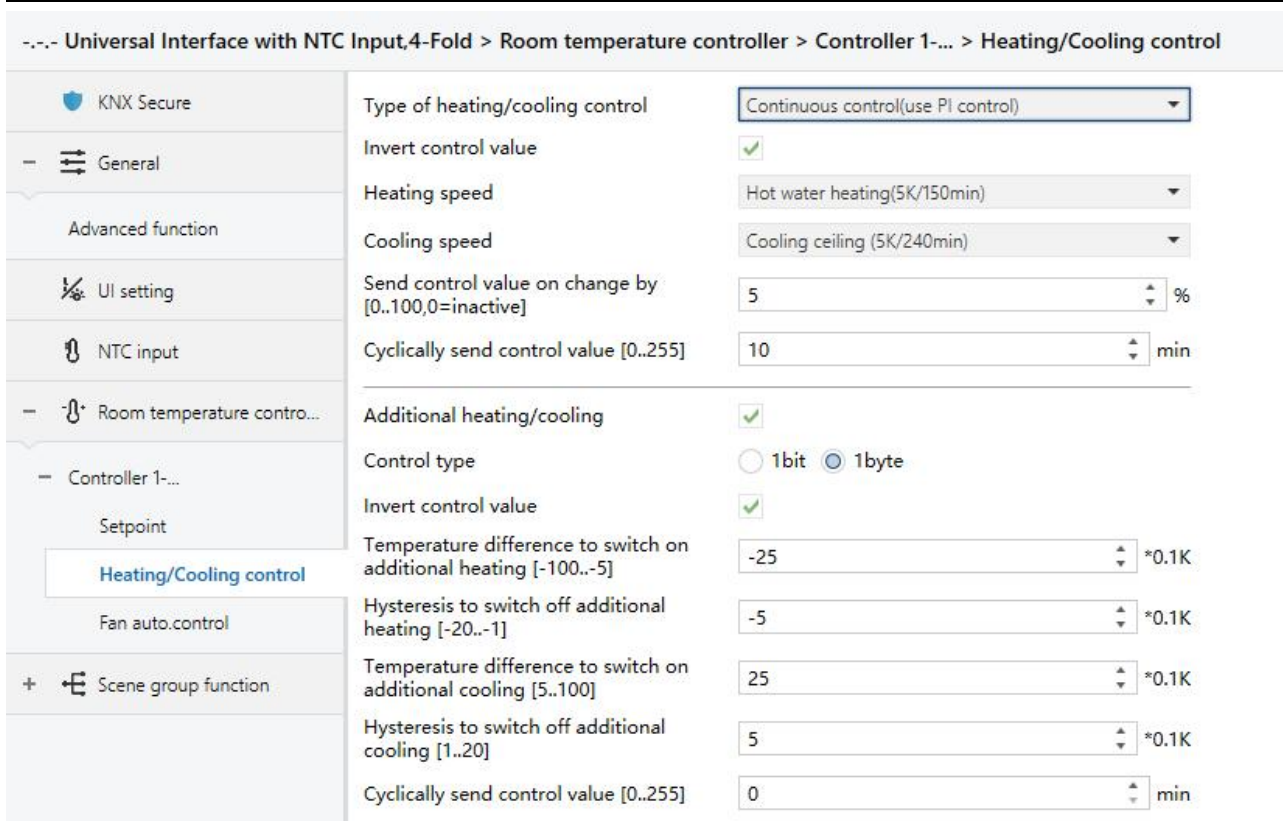 -.-.- Universal Interface with NTC Input,4-Fold > Room temperature controller > Controller 1-... > Heating/Cooling control
KNX Secure
General
Advanced function
UI setting
NTC input
Room temperature contro...
Controller 1-...
Setpoint
Heating/Cooling control
Fan auto.control
Scene group function
Type of heating/cooling control
Continuous control(use PI control)
Invert control value
Heating speed
Hot water heating(5K/150min)
Cooling speed
Cooling ceiling (5K/240min)
Send control value on change by
[0..100,0=inactive]
5 %
Cyclically send control value [0..255]
10 min
Additional heating/cooling
Control type
1bit 1byte
Invert control value
Temperature difference to switch on
additional heating [-100..-5]
-25 *0.1K
Hysteresis to switch off additional
heating [-20..-1]
-5 *0.1K
Temperature difference to switch on
additional cooling [5..100]
25 *0.1K
Hysteresis to switch off additional
cooling [1..20]
5 *0.1K
Cyclically send control value [0..255]
0 min